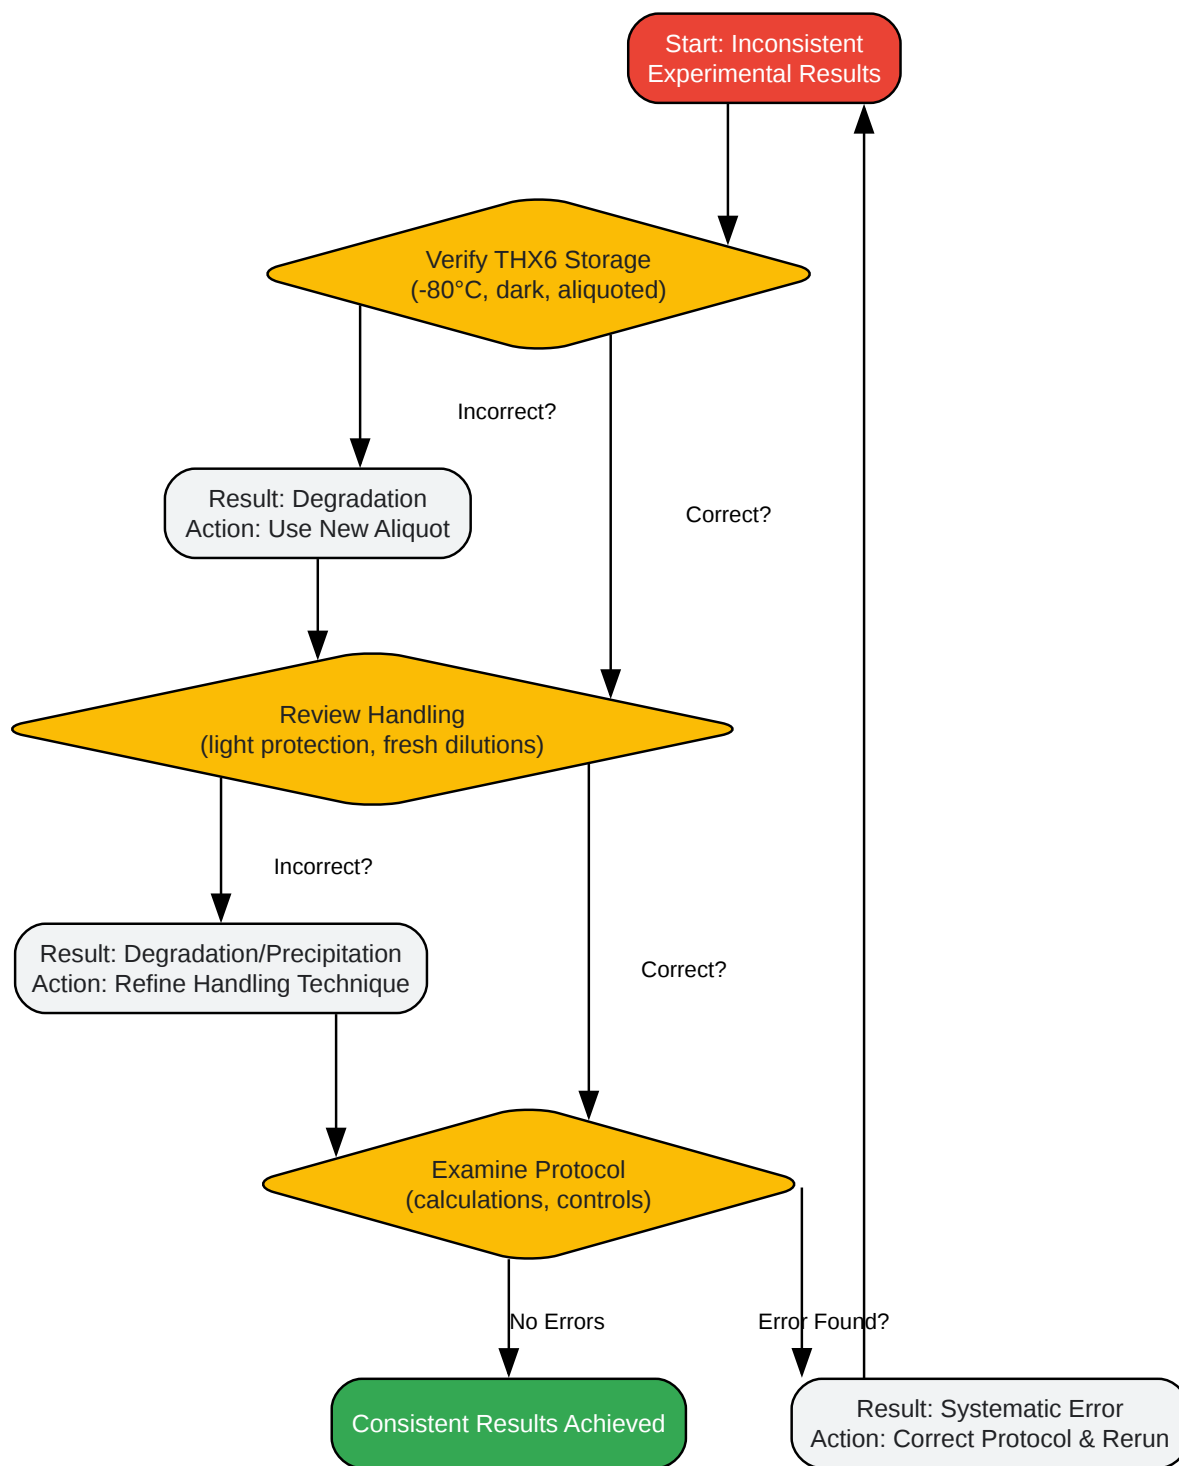 Start: Inconsistent
Experimental Results
Verify THX6 Storage
(-80°C, dark, aliquoted)
Incorrect?
Result: Degradation
Action: Use New Aliquot
Correct?
Review Handling
(light protection, fresh dilutions)
Incorrect?
Result: Degradation/Precipitation
Action: Refine Handling Technique
Correct?
Examine Protocol
(calculations, controls)
No Errors
Error Found?
Consistent Results Achieved
Result: Systematic Error
Action: Correct Protocol & Rerun